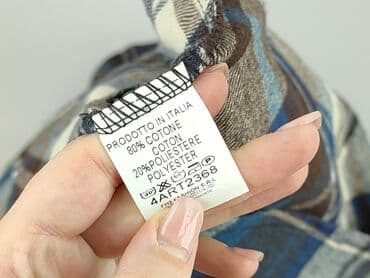 PRODOTTO IN ITALIA
80% COTONE
COTON
20% POLIESTERE
POLYESTER
4ART2368